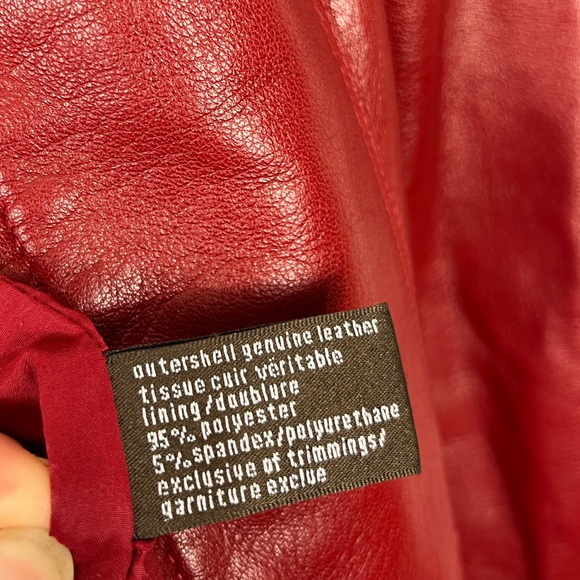 outershell genuine leather
tissue cuir véritable
lining/doublure
95% polyester
5% spandex/polyurethane
exclusive of trimmings/
garniture exclue